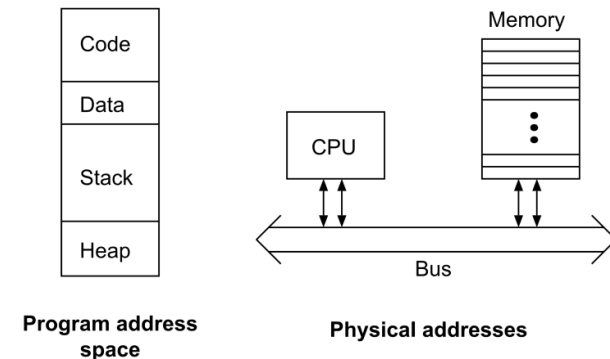 Code
Data
Stack
Heap
Program address
space
Memory
CPU
Bus
Physical addresses